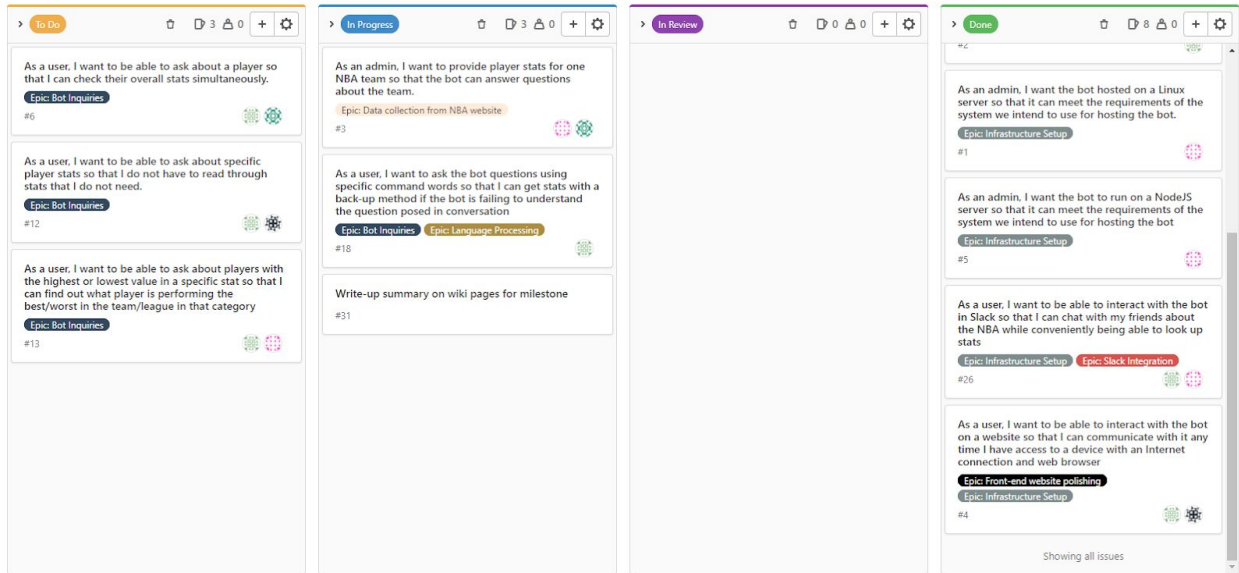 To Do
3
0
As a user, I want to be able to ask about a player so
that I can check their overall stats simultaneously.
Epic: Bot Inquiries
#6
As a user, I want to be able to ask about specific
player stats so that I do not have to read through
stats that I do not need.
Epic: Bot Inquiries
#12
As a user, I want to be able to ask about players with
the highest or lowest value in a specific stat so that I
can find out what player is performing the
best/worst in the team/league in that category
Epic: Bot Inquiries
#13
In Progress
3
0
As an admin, I want to provide player stats for one
NBA team so that the bot can answer questions
about the team.
Epic: Data collection from NBA website
#3
As a user, I want to ask the bot questions using
specific command words so that I can get stats with a
back-up method if the bot is failing to understand
the question posed in conversation
Epic: Bot Inquiries Epic: Language Processing
#18
Write-up summary on wiki pages for milestone
#31
In Review
0
0
Done
8
0
#2
As an admin, I want the bot hosted on a Linux
server so that it can meet the requirements of the
system we intend to use for hosting the bot.
Epic: Infrastructure Setup
#1
As an admin, I want the bot to run on a NodeJS
server so that it can meet the requirements of the
system we intend to use for hosting the bot
Epic: Infrastructure Setup
#5
As a user, I want to be able to interact with the bot
in Slack so that I can chat with my friends about
the NBA while conveniently being able to look up
stats
Epic: Infrastructure Setup Epic: Slack Integration
#26
As a user, I want to be able to interact with the bot
on a website so that I can communicate with it any
time I have access to a device with an Internet
connection and web browser
Epic: Front-end website polishing
Epic: Infrastructure Setup
#4
Showing all issues